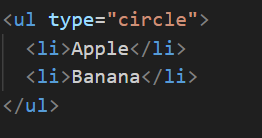 <ul type="circle">
  <li>Apple</li>
  <li>Banana</li>
</ul>